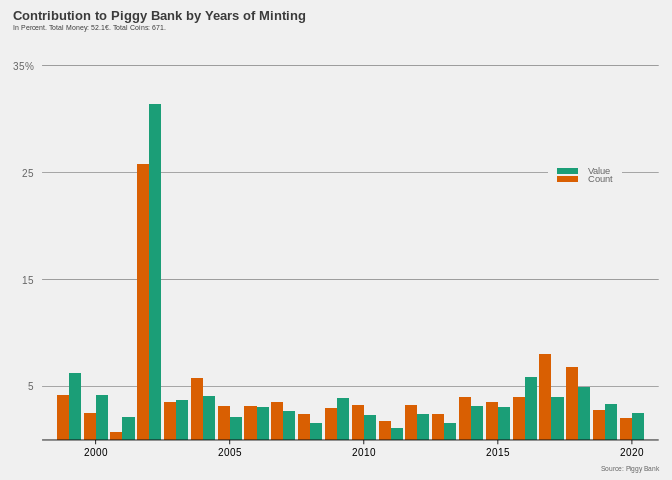 Contribution to Piggy Bank by Years of Minting
In Percent. Total Money: 52.1€. Total Coins: 671.
35%
25
15
5
Value
Count
2000 2005 2010 2015 2020
Source: Piggy Bank